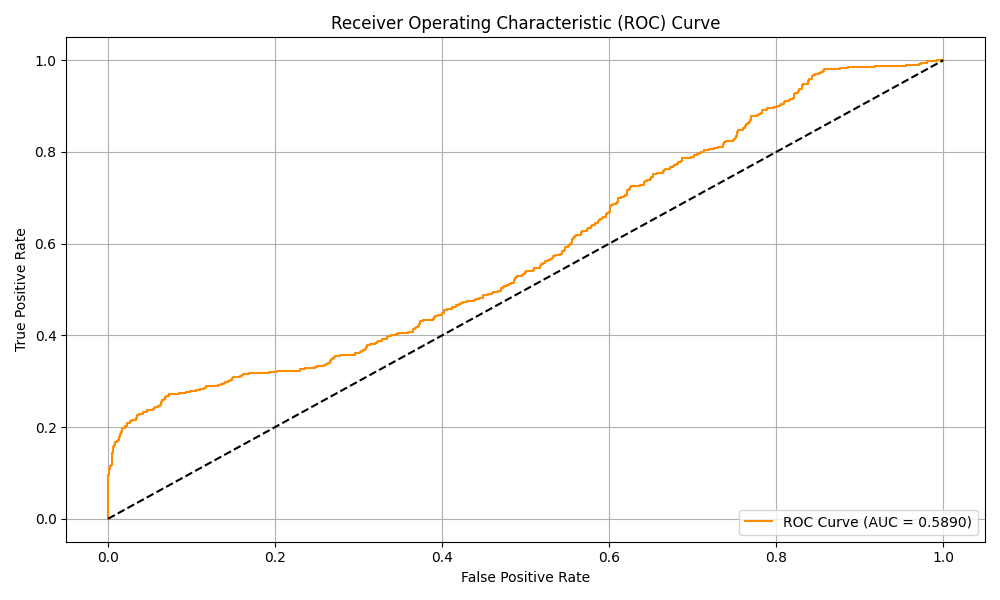 Receiver Operating Characteristic (ROC) Curve
True Positive Rate
1.0
0.8
0.6
0.4
0.2
0.0
ROC Curve (AUC = 0.5890)
0.0 0.2 0.4 0.6 0.8 1.0
False Positive Rate